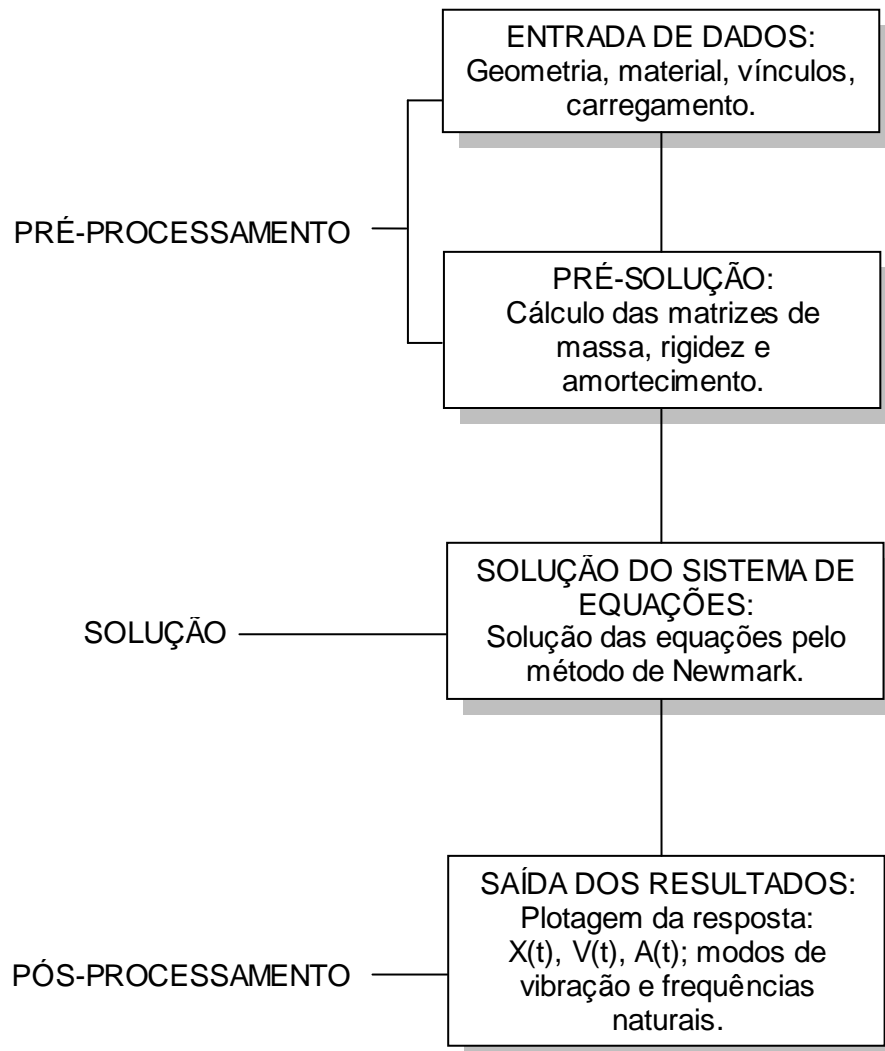 ENTRADA DE DADOS:
Geometria, material, vínculos,
carregamento.
PRÉ-PROCESSAMENTO
PRÉ-SOLUÇÃO:
Cálculo das matrizes de
massa, rigidez e
amortecimento.
SOLUÇÃO DO SISTEMA DE
EQUAÇÕES:
Solução das equações pelo
método de Newmark.
SOLUÇÃO
SAÍDA DOS RESULTADOS:
Plotagem da resposta:
X(t), V(t), A(t); modos de
vibração e frequências
naturais.
PÓS-PROCESSAMENTO